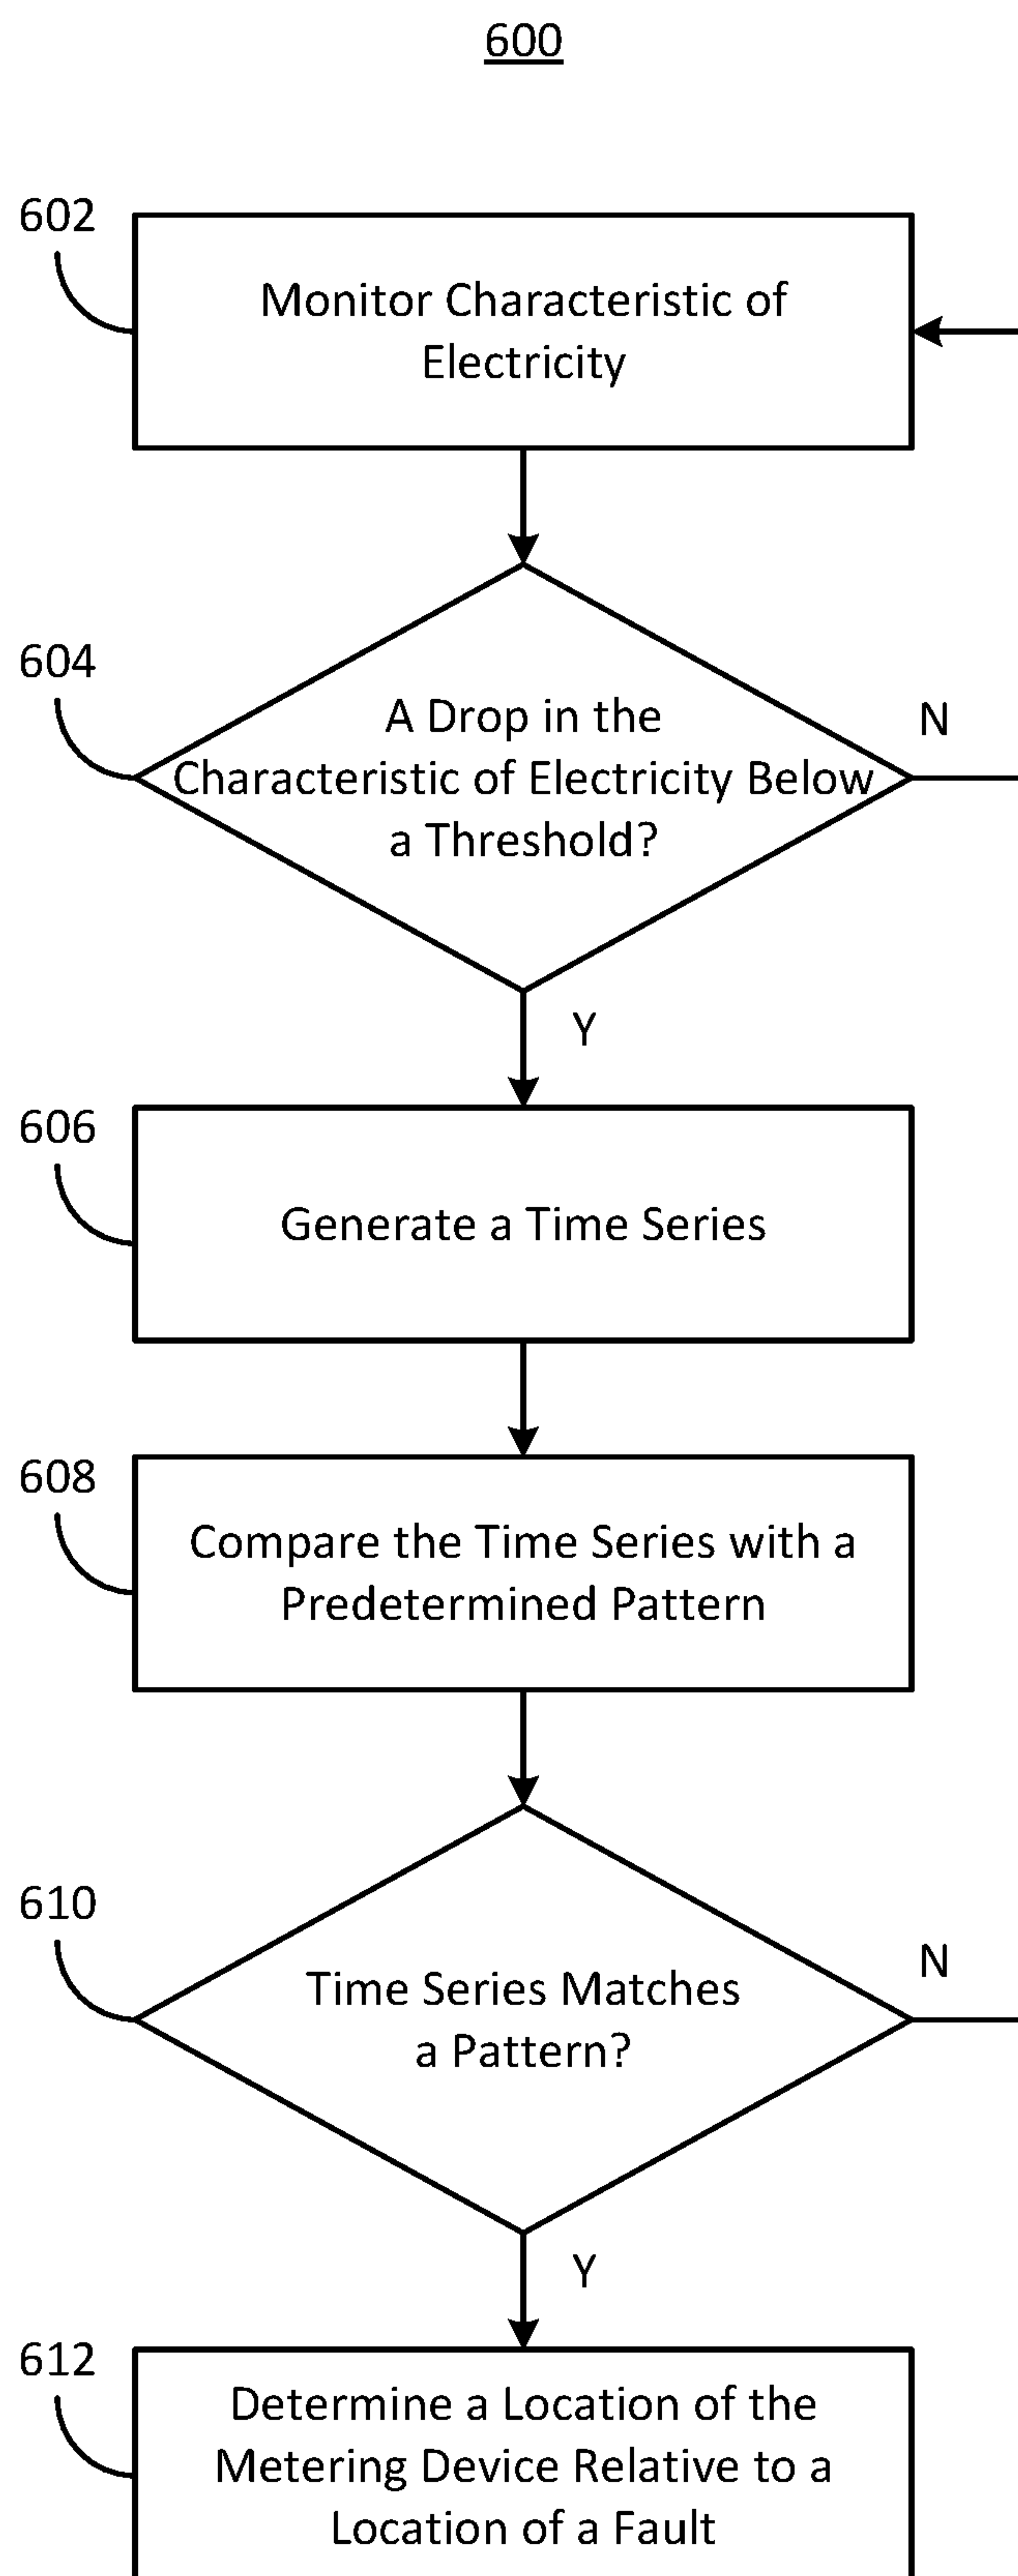 600
602
Monitor Characteristic of
Electricity
604
A Drop in the
Characteristic of Electricity Below
a Threshold?
N
Y
606
Generate a Time Series
608
Compare the Time Series with a
Predetermined Pattern
610
Time Series Matches
a Pattern?
N
Y
612
Determine a Location of the
Metering Device Relative to a
Location of a Fault